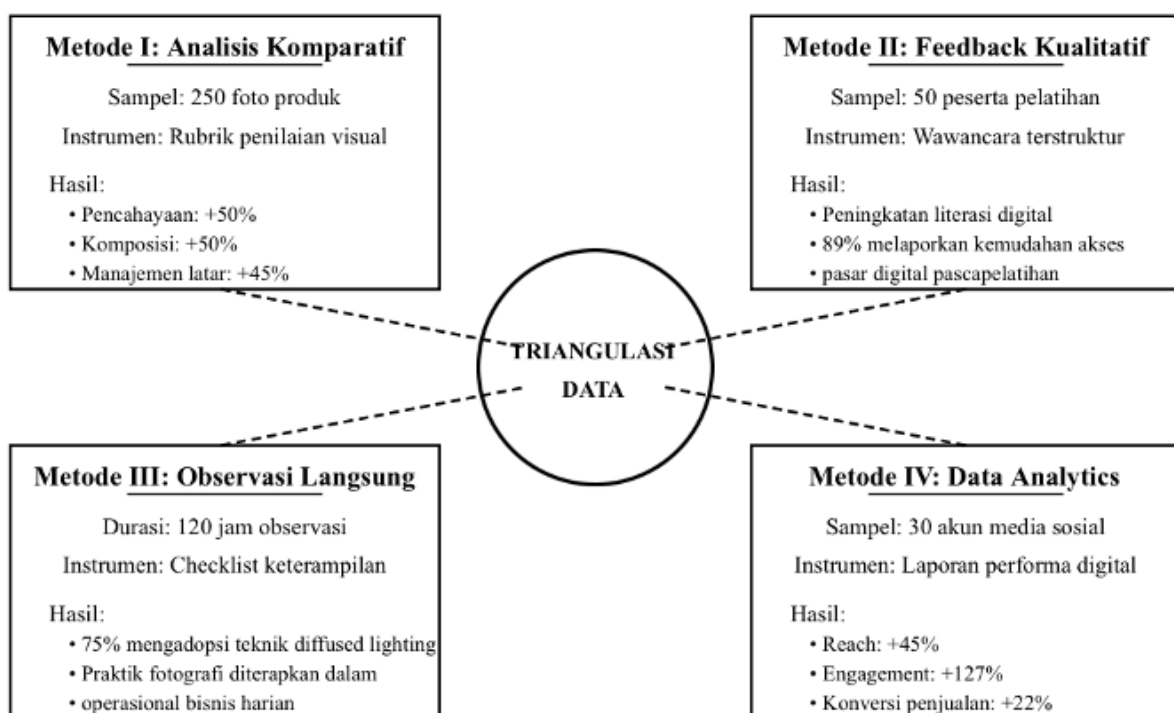 Metode I: Analisis Komparatif
Sampel: 250 foto produk
Instrumen: Rubrik penilaian visual
Hasil:
• Pencahayaan: +50%
• Komposisi: +50%
• Manajemen latar: +45%
Metode II: Feedback Kualitatif
Sampel: 50 peserta pelatihan
Instrumen: Wawancara terstruktur
Hasil:
• Peningkatan literasi digital
• 89% melaporkan kemudahan akses
• pasar digital pascapelatihan
TRIANGULASI
DATA
Metode III: Observasi Langsung
Durasi: 120 jam observasi
Instrumen: Checklist keterampilan
Hasil:
• 75% mengadopsi teknik diffused lighting
• Praktik fotografi diterapkan dalam
• operasional bisnis harian
Metode IV: Data Analytics
Sampel: 30 akun media sosial
Instrumen: Laporan performa digital
Hasil:
• Reach: +45%
• Engagement: +127%
• Konversi penjualan: +22%